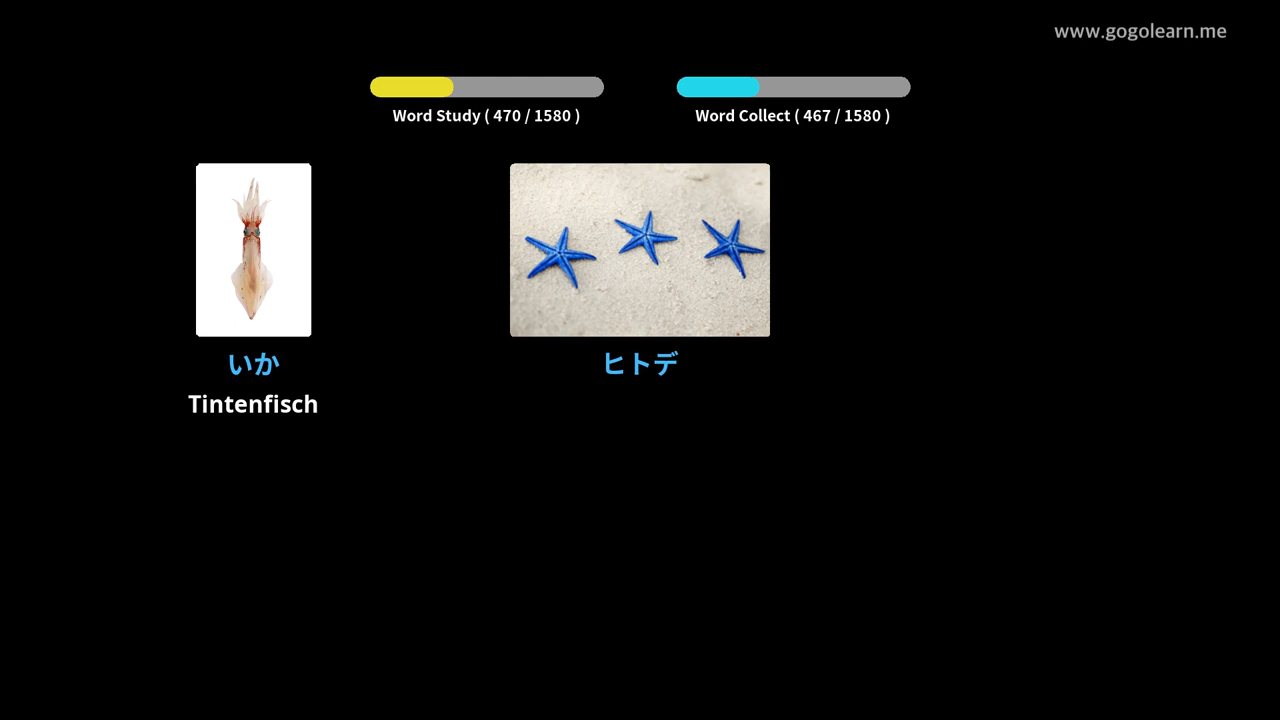 www.gogolearn.me
Word Study ( 470 / 1580 )
Word Collect ( 467 / 1580 )
いか
ヒトデ
Tintenfisch